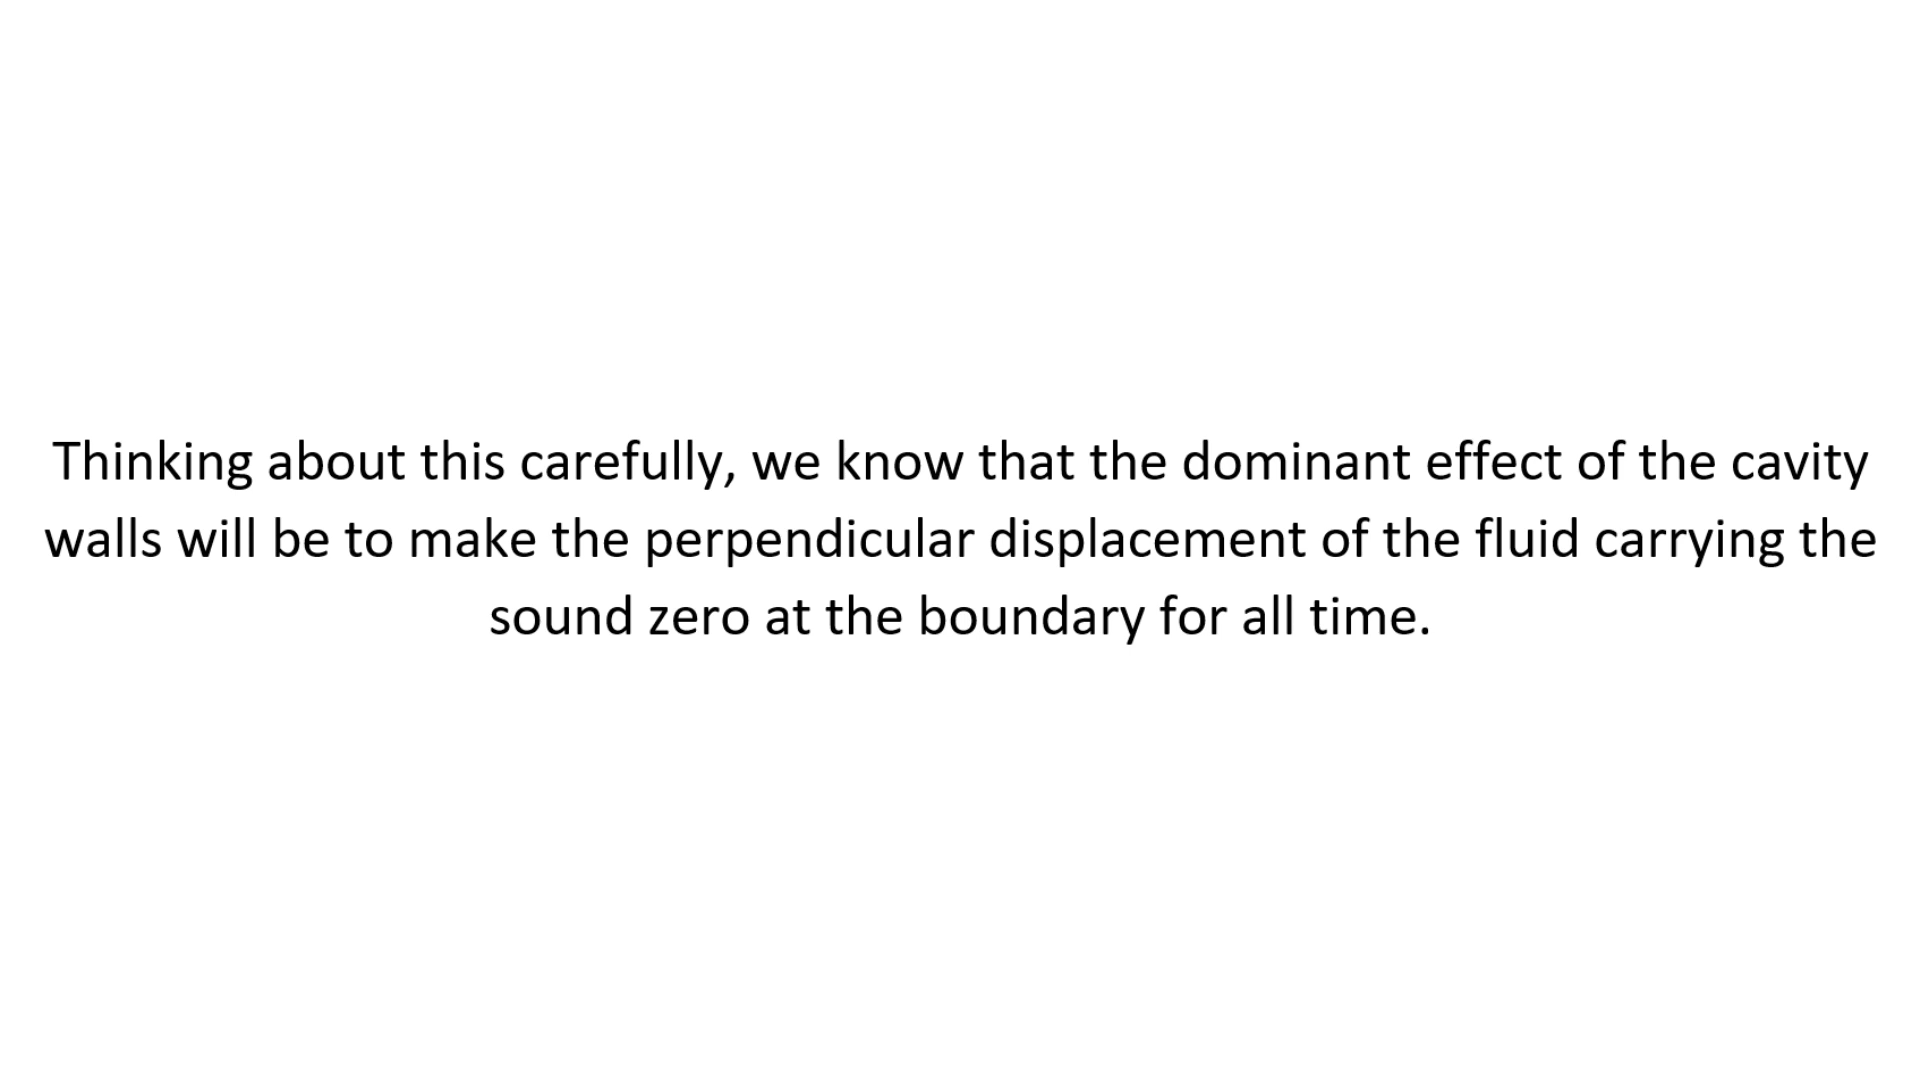 Thinking about this carefully, we know that the dominant effect of the cavity
walls will be to make the perpendicular displacement of the fluid carrying the
sound zero at the boundary for all time.